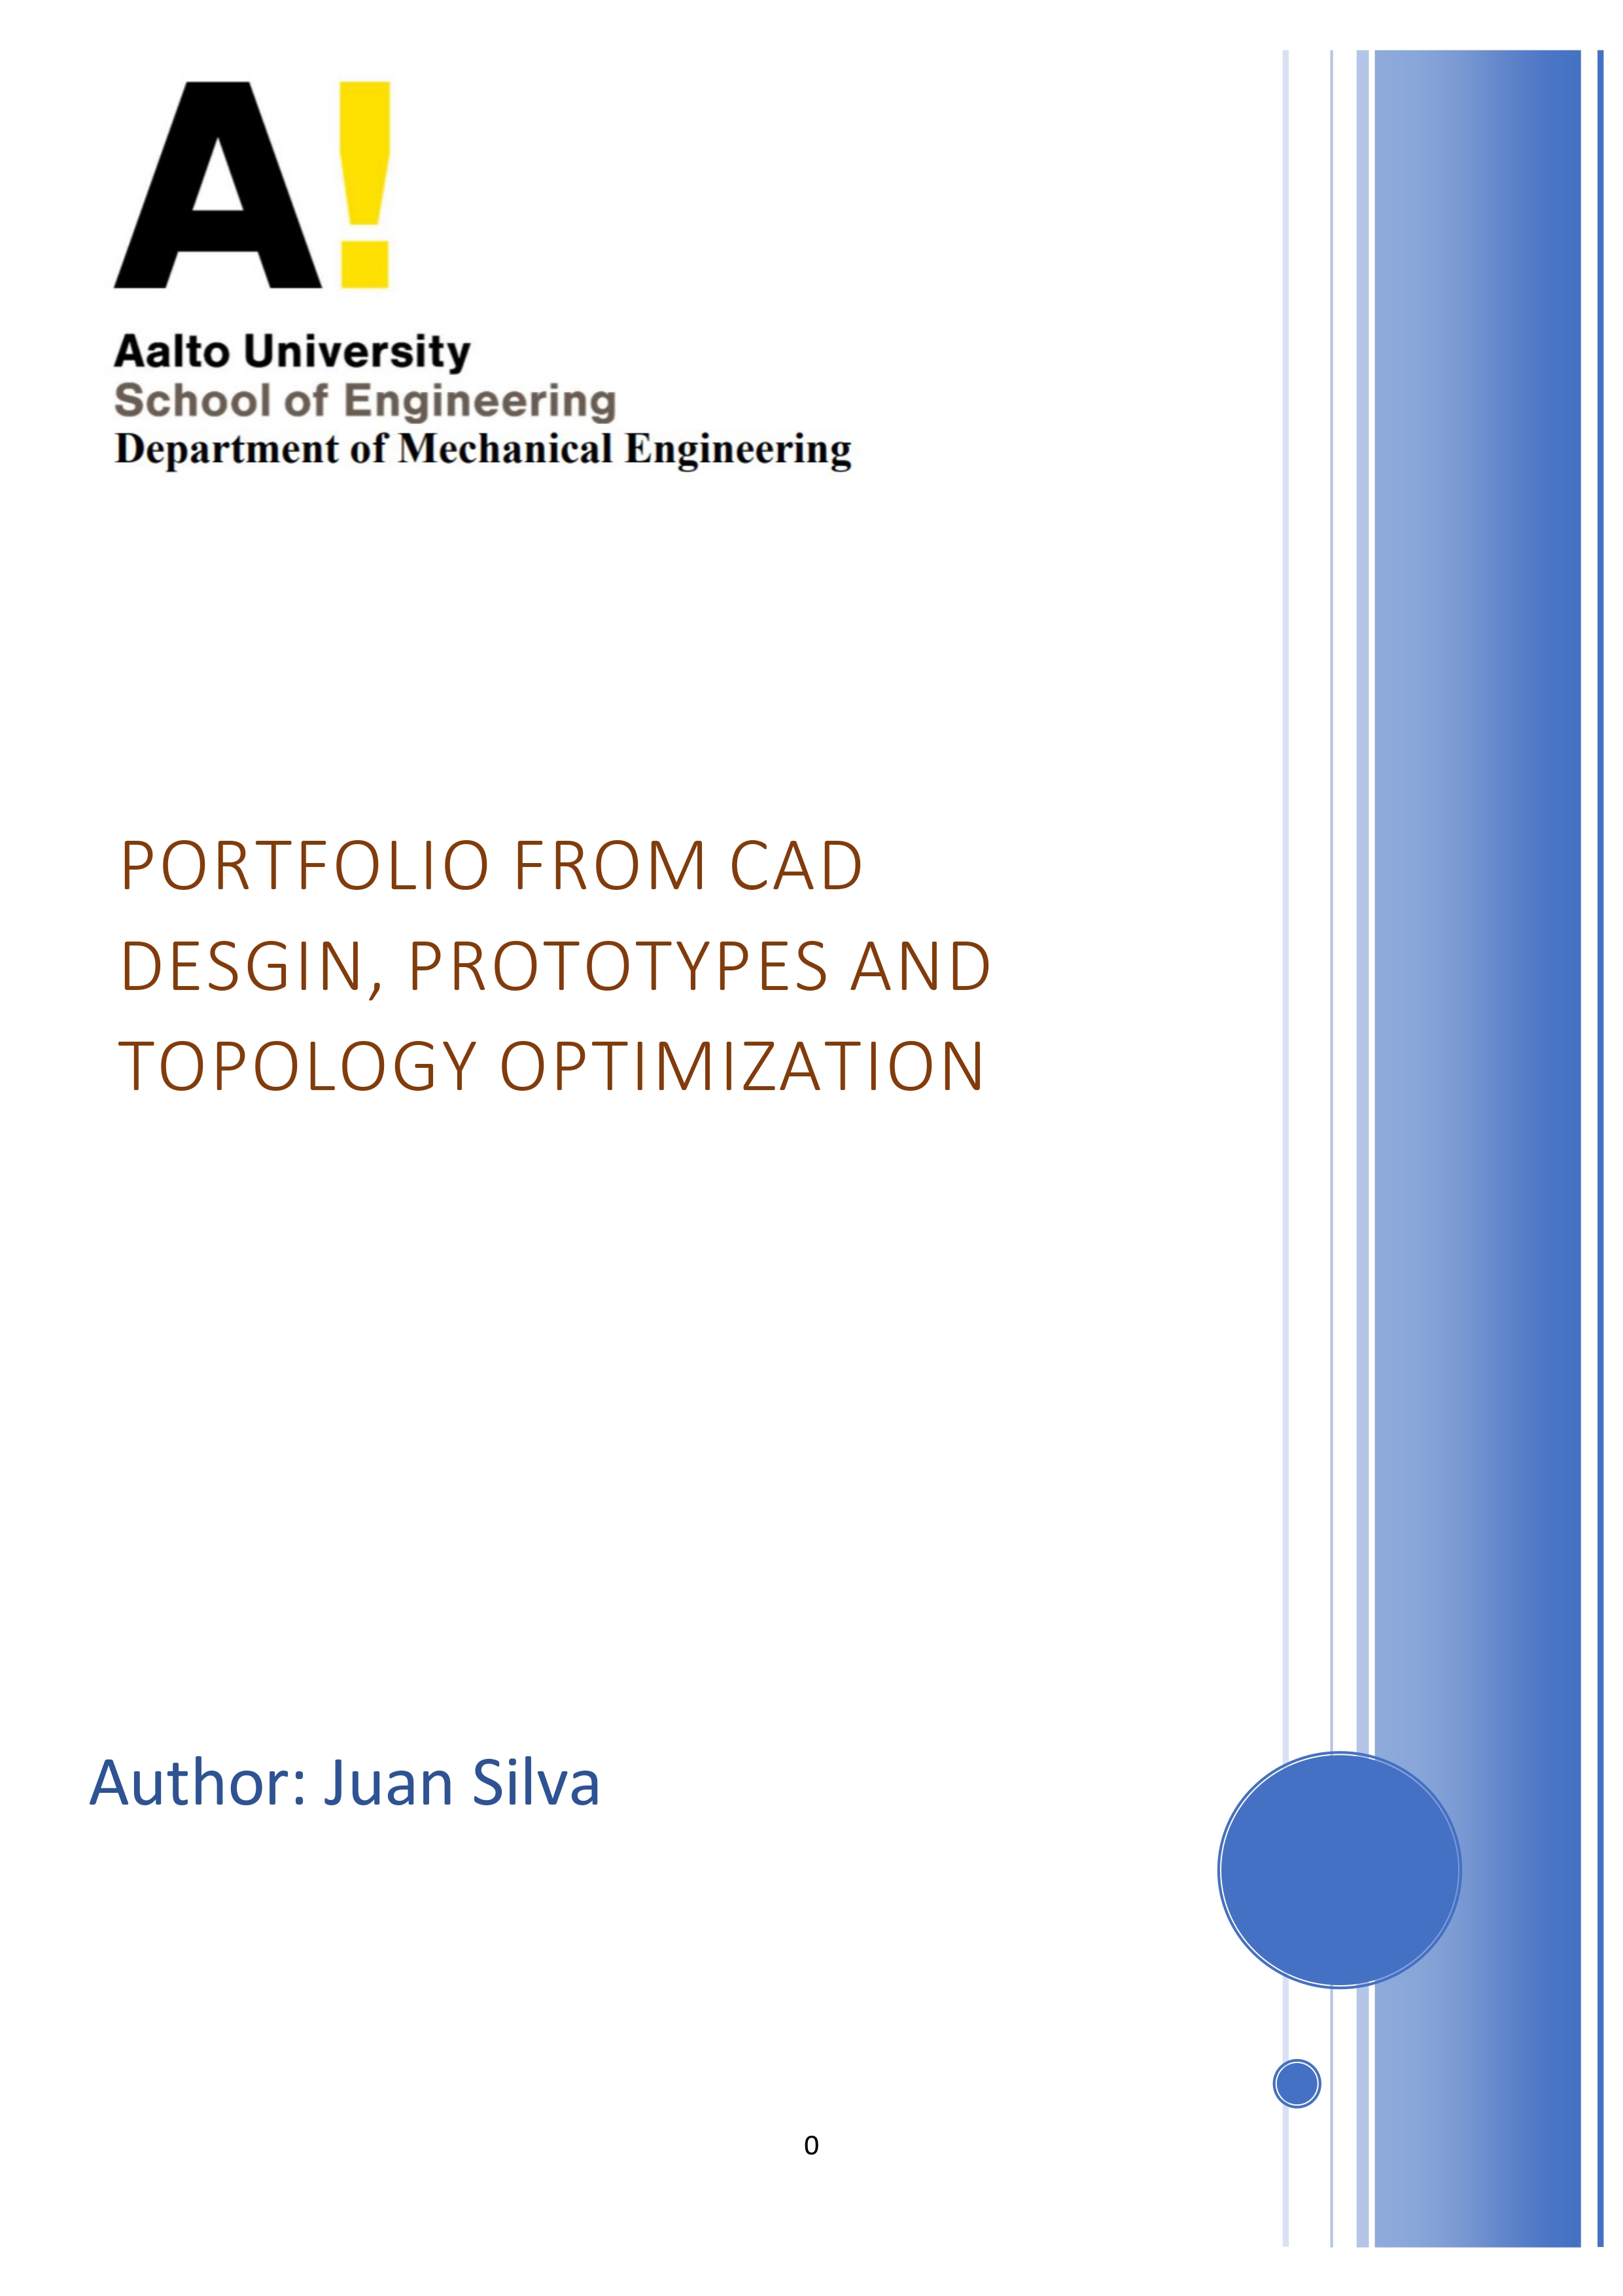 A!
Aalto University
School of Engineering
Department of Mechanical Engineering
PORTFOLIO FROM CAD
DESGIN, PROTOTYPES AND
TOPOLOGY OPTIMIZATION
Author: Juan Silva
0